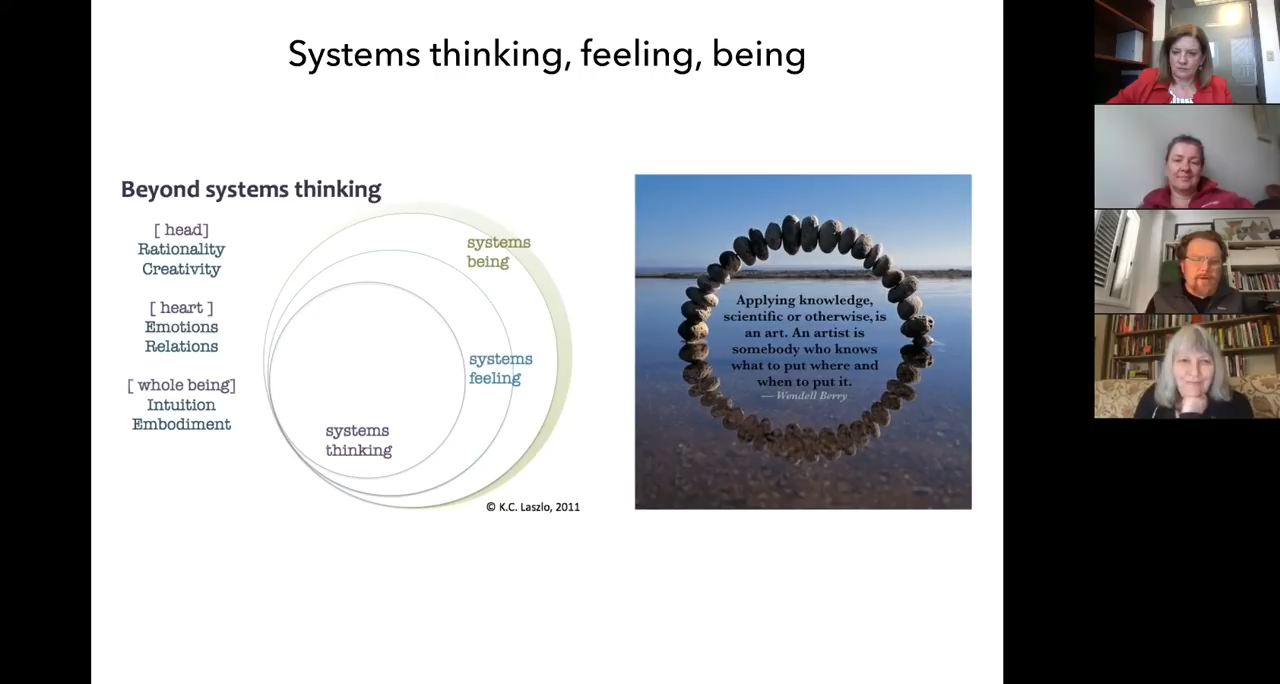 Systems thinking, feeling, being
Beyond systems thinking
[ head]
Rationality
Creativity
[ heart ]
Emotions
Relations
[ whole being]
Intuition
Embodiment
systems
being
systems
feeling
systems
thinking
© K.C. Laszlo, 2011
Applying knowledge,
scientific or otherwise, is
an art. An artist is
somebody who knows
what to put where and
when to put it.
— Wendell Berry